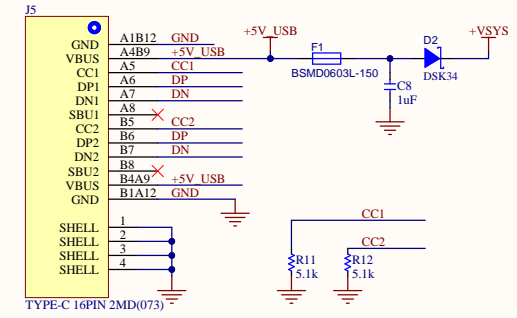 J5
GND A1B12 GND
VBUS A4B9 +5V_USB
CC1 A5 CC1
DP1 A6 DP
DN1 A7 DN
SBU1 A8
CC2 B5 CC2
DP2 B6 DP
DN2 B7 DN
SBU2 B8
VBUS B4A9 +5V_USB
GND B1A12 GND
SHELL 1
SHELL 2
SHELL 3
SHELL 4
TYPE-C 16PIN 2MD(073)
+5V_USB
F1
BSMD0603L-150
C8
1uF
D2
DSK34
+VSYS
CC1
CC2
R11
5.1k
R12
5.1k